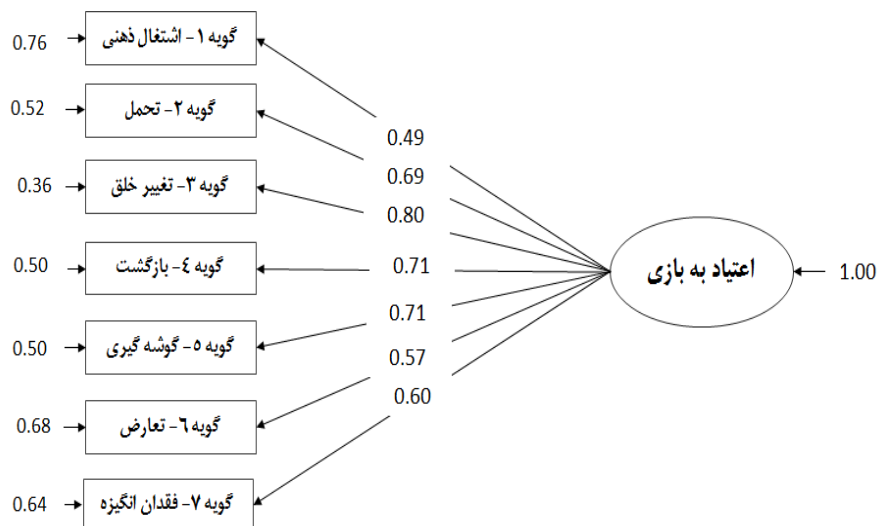 گویه ۱- اشتغال ذهنی
0.76
گویه ۲- تحمل
0.52
گویه ۳- تغییر خلق
0.36
گویه ٤- بازگشت
0.50
گویه ٥- گوشه گیری
0.50
گویه ٦- تعارض
0.68
گویه ۷- فقدان انگیزه
0.64
0.49
0.69
0.80
0.71
0.71
0.57
0.60
اعتیاد به بازی
1.00